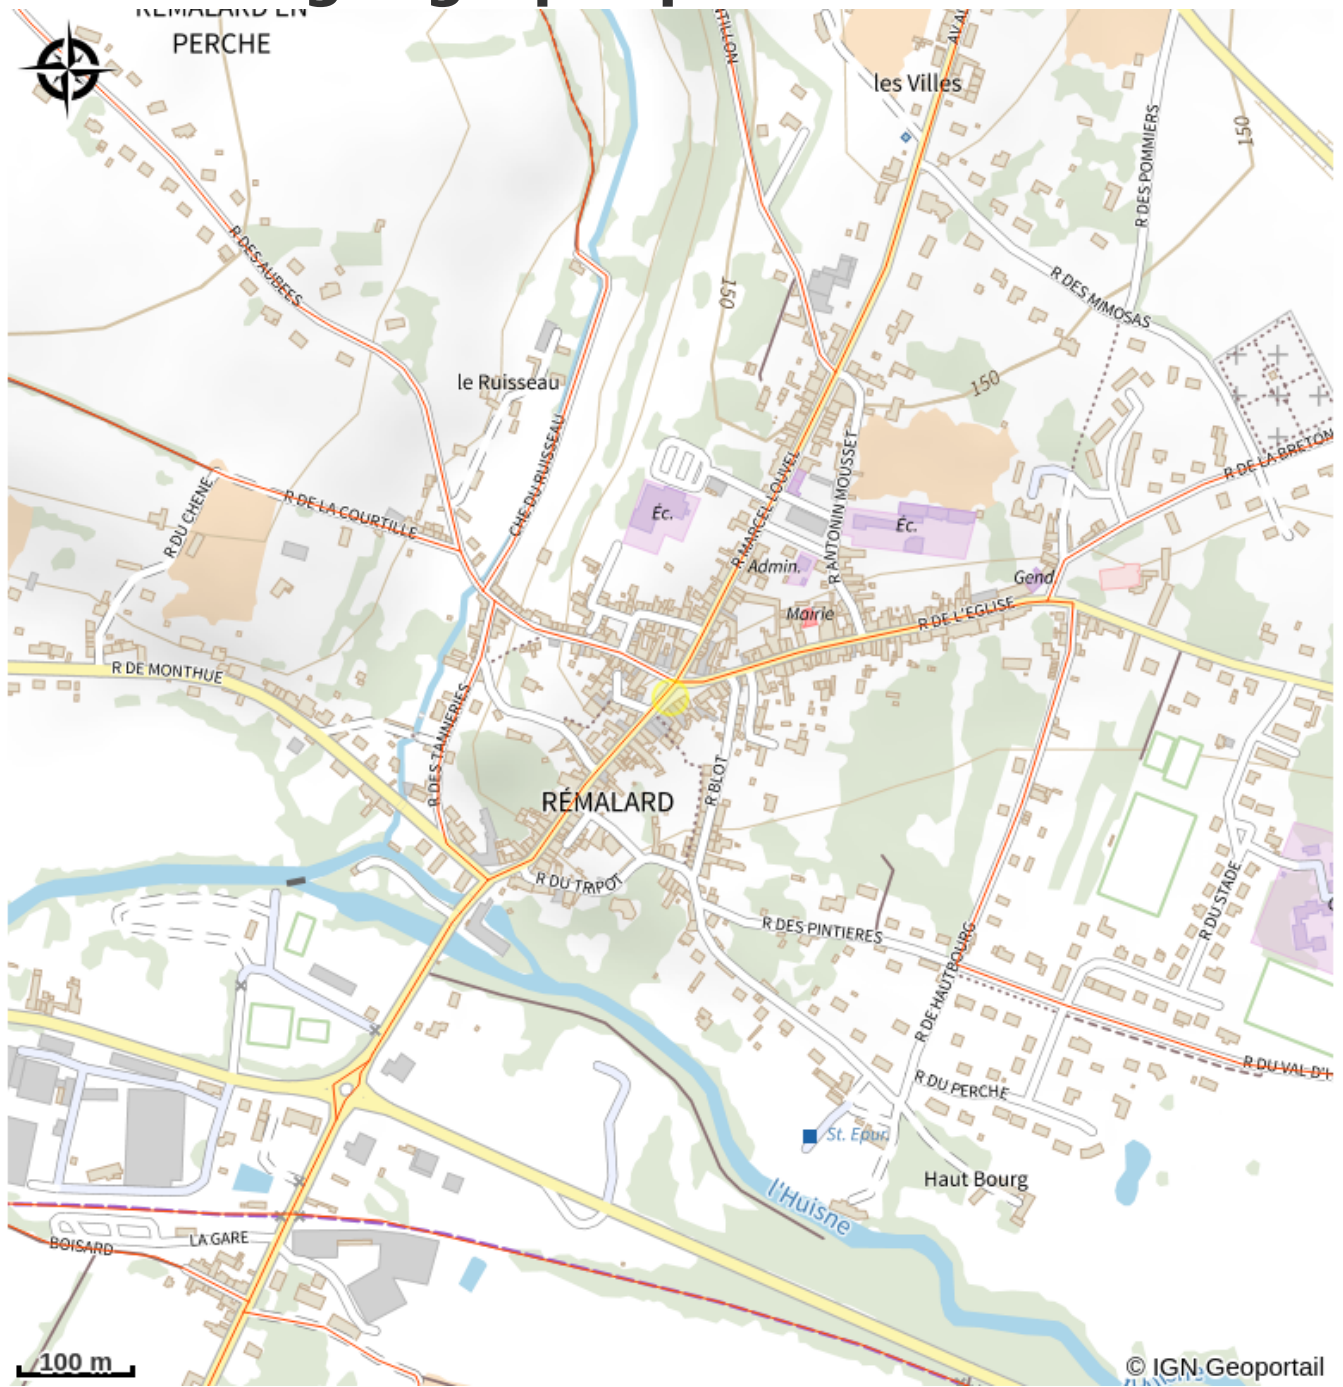 RÉMALARD EN
PERCHE
les Villes
150
R DES POMMIERS
R DES AUBEES
R DES MIMOSAS
150
le Ruisseau
150
CHE DU RUISSEAU
R MARCEL LOUVEL
R ANTONIN MOUSSET
R DE LA BRETON
R DU CHENE
R DE LA COURTILLE
Éc.
Éc.
Admin.
Gend.
Mairie
R DE L'EGLISE
R DE MONTHUE
R DES TANNERIES
R BLOT
RÉMALARD
R DU TRIPOT
R DES PINTIERES
R DU STADE
R DE HAUTBOURG
R DU VAL D'
R DU PERCHE
St. Epur.
Haut Bourg
l'Huisne
BOISARD
LA GARE
100 m
© IGN Geoportail